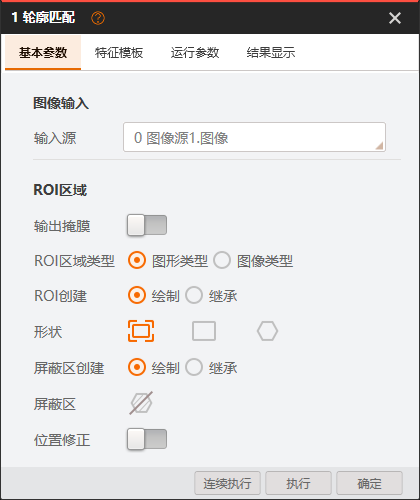 1 轮廓匹配
基本参数 特征模板 运行参数 结果显示
图像输入
输入源 0 图像源1.图像
ROI区域
输出掩膜
ROI区域类型 图形类型 图像类型
ROI创建 绘制 继承
形状
屏蔽区创建 绘制 继承
屏蔽区
位置修正
连续执行 执行 确定